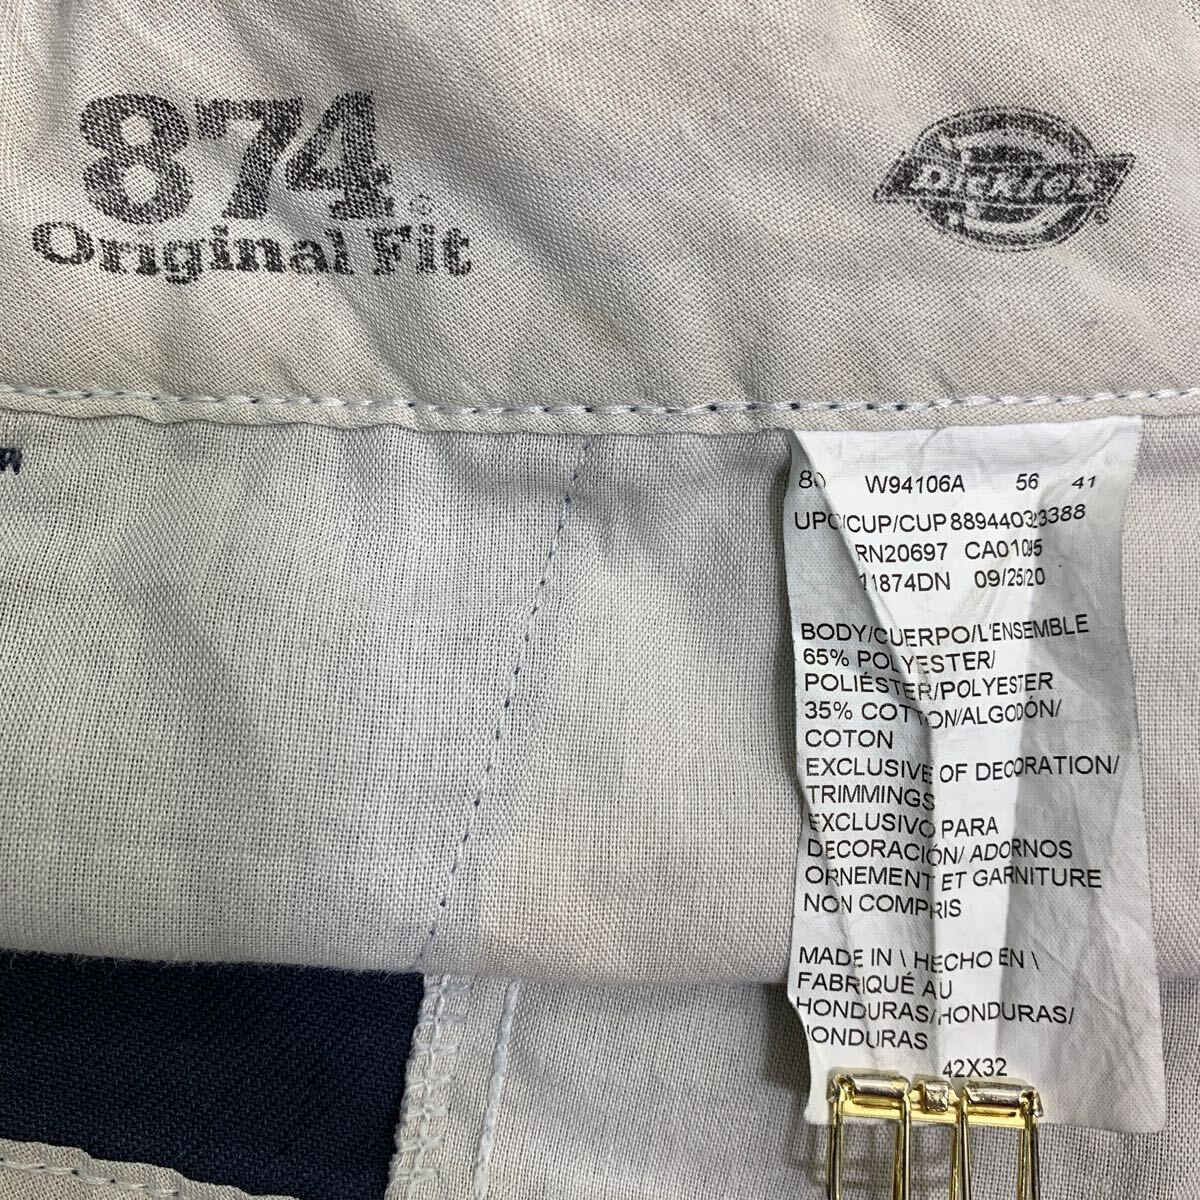 874®
Original Fit
Dickies®
W94106A 56 41
UPC/CUP/CUP 889440323388
RN20697 CA01095
11874DN 09/25/20
BODY/CUERPO/L'ENSEMBLE
65% POLYESTER/
POLIÉSTER/POLYESTER
35% COTTON/ALGODÓN/
COTON
EXCLUSIVE OF DECORATION/
TRIMMINGS
EXCLUSIVO PARA
DECORACIÓN/ ADORNOS
ORNEMENT ET GARNITURE
NON COMPRIS
MADE IN \ HECHO EN \
FABRIQUÉ AU
HONDURAS/HONDURAS/
HONDURAS
42X32